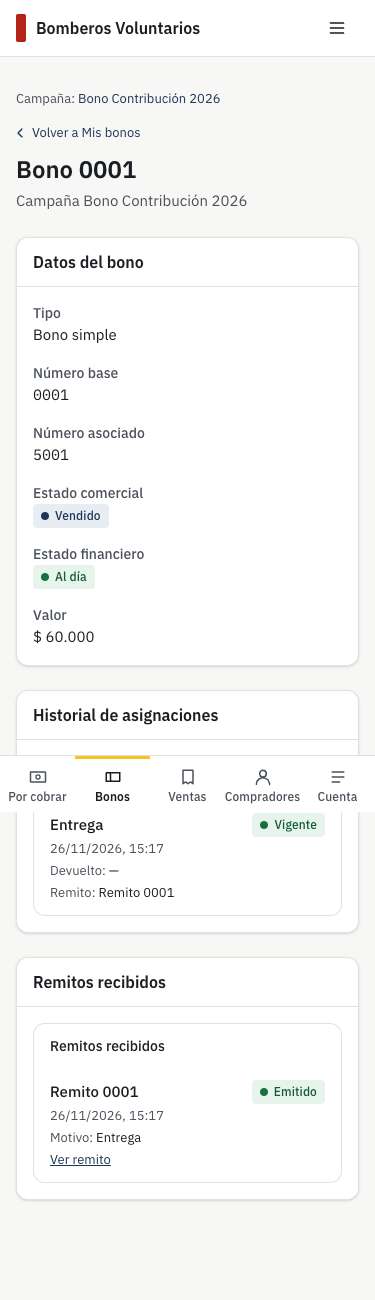 Bomberos Voluntarios
Campaña: Bono Contribución 2026
Volver a Mis bonos
Bono 0001
Campaña Bono Contribución 2026
Datos del bono
Tipo
Bono simple
Número base
0001
Número asociado
5001
Estado comercial
Vendido
Estado financiero
Al día
Valor
$ 60.000
Historial de asignaciones
Por cobrar Bonos Ventas Compradores Cuenta
Entrega Vigente
26/11/2026, 15:17
Devuelto: —
Remito: Remito 0001
Remitos recibidos
Remitos recibidos
Remito 0001 Emitido
26/11/2026, 15:17
Motivo: Entrega
Ver remito